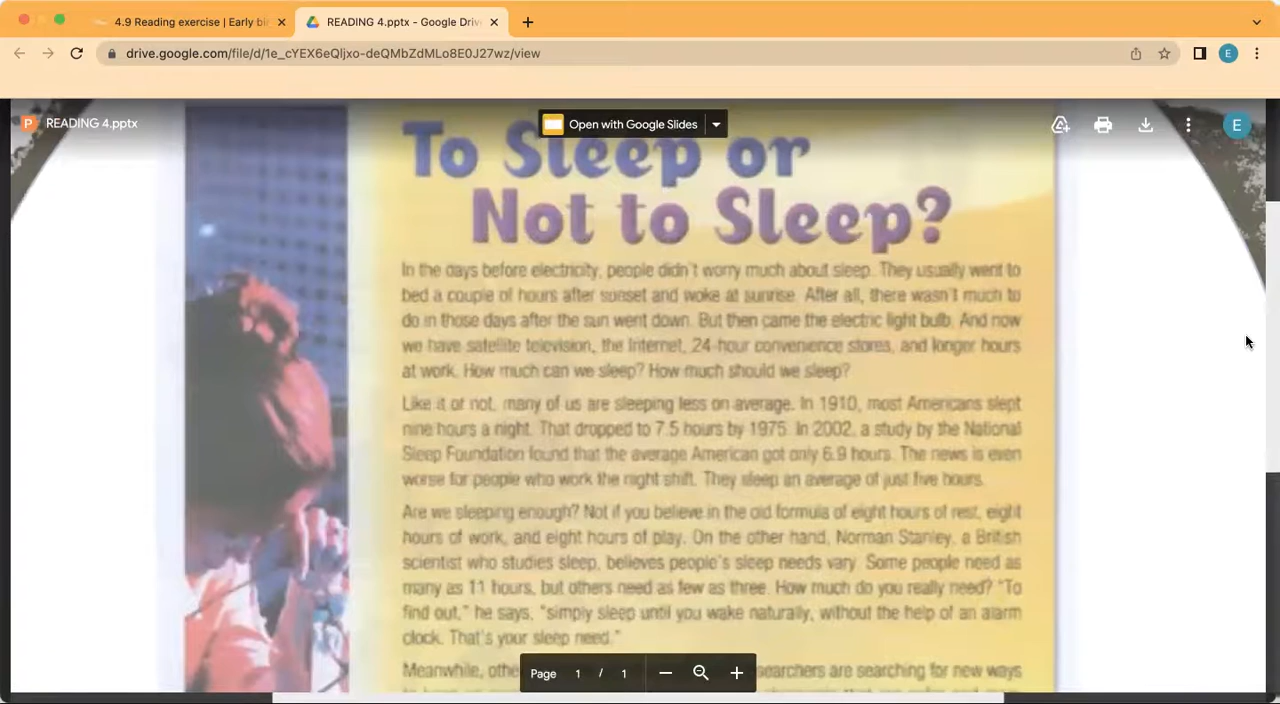 4.9 Reading exercise | Early bi
READING 4.pptx - Google Driv
drive.google.com/file/d/1e_cYEX6eQljxo-deQMbZdMLo8E0J27wz/view
E
P READING 4.pptx
Open with Google Slides
E
To Sleep or
Not to Sleep?
In the days before electricity, people didn't worry much about sleep. They usually went to
bed a couple of hours after sunset and woke at sunrise. After all, there wasn't much to
do in those days after the sun went down. But then came the electric light bulb. And now
we have satellite television, the Internet, 24-hour convenience stores, and longer hours
at work. How much can we sleep? How much should we sleep?
Like it or not, many of us are sleeping less on average. In 1910, most Americans slept
nine hours a night. That dropped to 7.5 hours by 1975. In 2002, a study by the National
Sleep Foundation found that the average American got only 6.9 hours. The news is even
worse for people who work the night shift. They sleep an average of just five hours.
Are we sleeping enough? Not if you believe in the old formula of eight hours of rest, eight
hours of work, and eight hours of play. On the other hand, Norman Stanley, a British
scientist who studies sleep, believes people's sleep needs vary. Some people need as
many as 11 hours, but others need as few as three. How much do you really need? "To
find out," he says, "simply sleep until you wake naturally, without the help of an alarm
clock. That's your sleep need."
Meanwhile, othe searchers are searching for new ways
Page 1 / 1